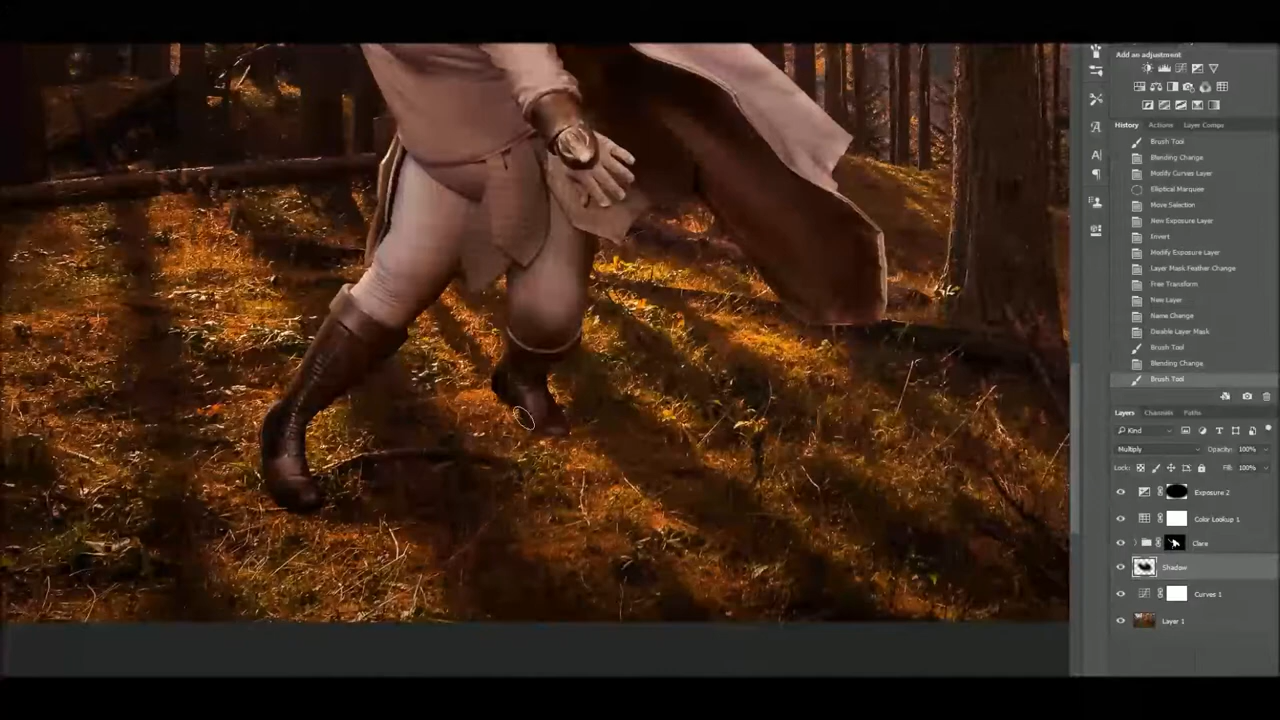 Add an adjustment
History Actions Layer Comps
Brush Tool
Blending Change
Modify Curves Layer
Elliptical Marquee
Move Selection
New Exposure Layer
Invert
Modify Exposure Layer
Layer Mask Feather Change
Free Transform
New Layer
Name Change
Disable Layer Mask
Brush Tool
Blending Change
Brush Tool
Layers Channels Paths
Kind
Multiply Opacity: 100%
Lock: Fill: 100%
Exposure 2
Color Lookup 1
Clare
Shadow
Curves 1
Layer 1